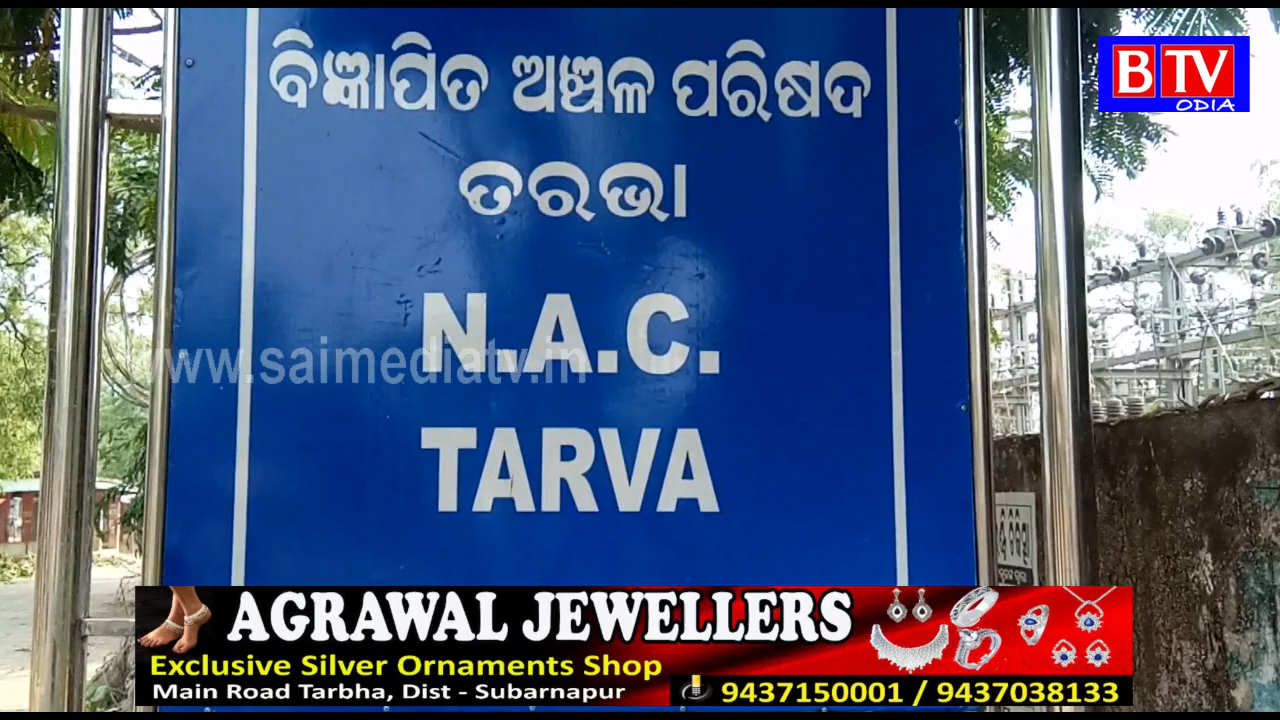 ବିଜ୍ଞାପିତ ଅଞ୍ଚଳ ପରିଷଦ
BTV
ODIA
ତରଭା
N.A.C.
www.saimediatv.in
TARVA
AGRAWAL JEWELLERS
Exclusive Silver Ornaments Shop
Main Road Tarbha, Dist - Subarnapur
9437150001 / 9437038133